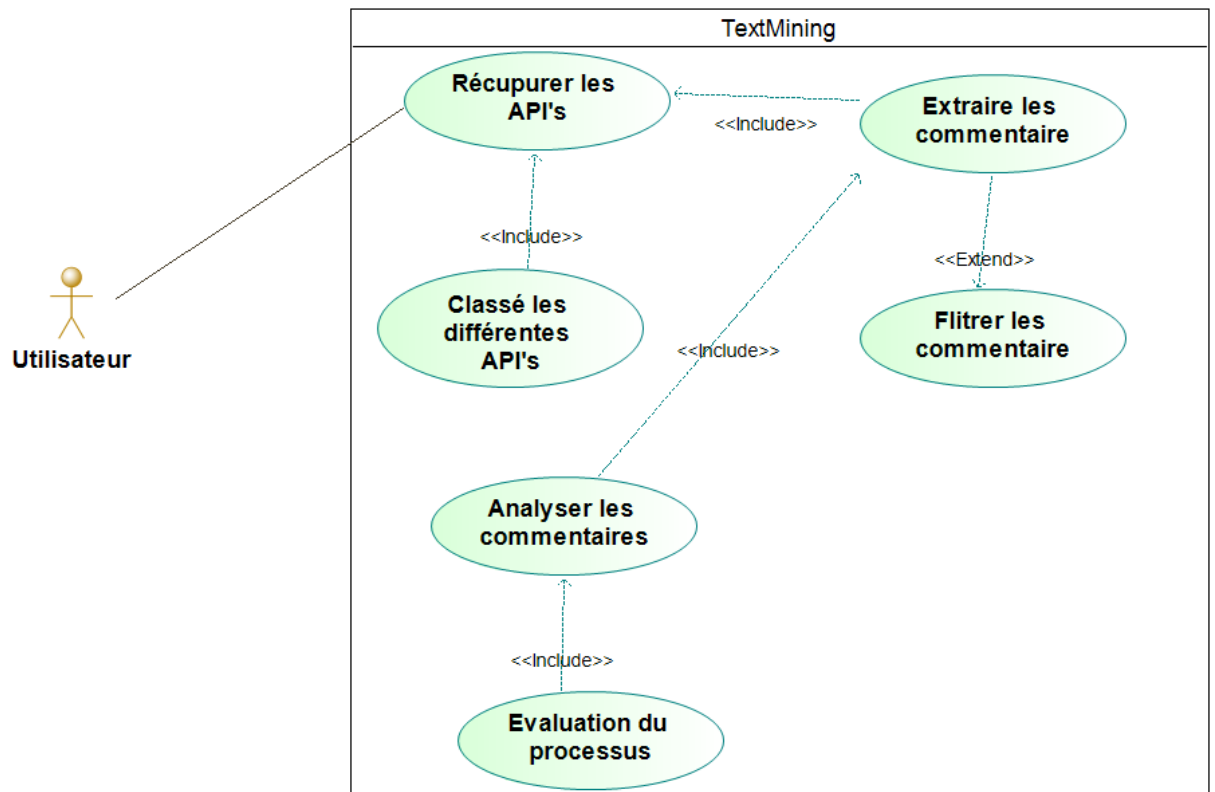 TextMining
Récupurer les
API's
Extraire les
commentaire
<<Include>>
<<Include>>
<<Extend>>
Classé les
différentes
API's
Flitrer les
commentaire
Utilisateur
<<Include>>
Analyser les
commentaires
<<Include>>
Evaluation du
processus